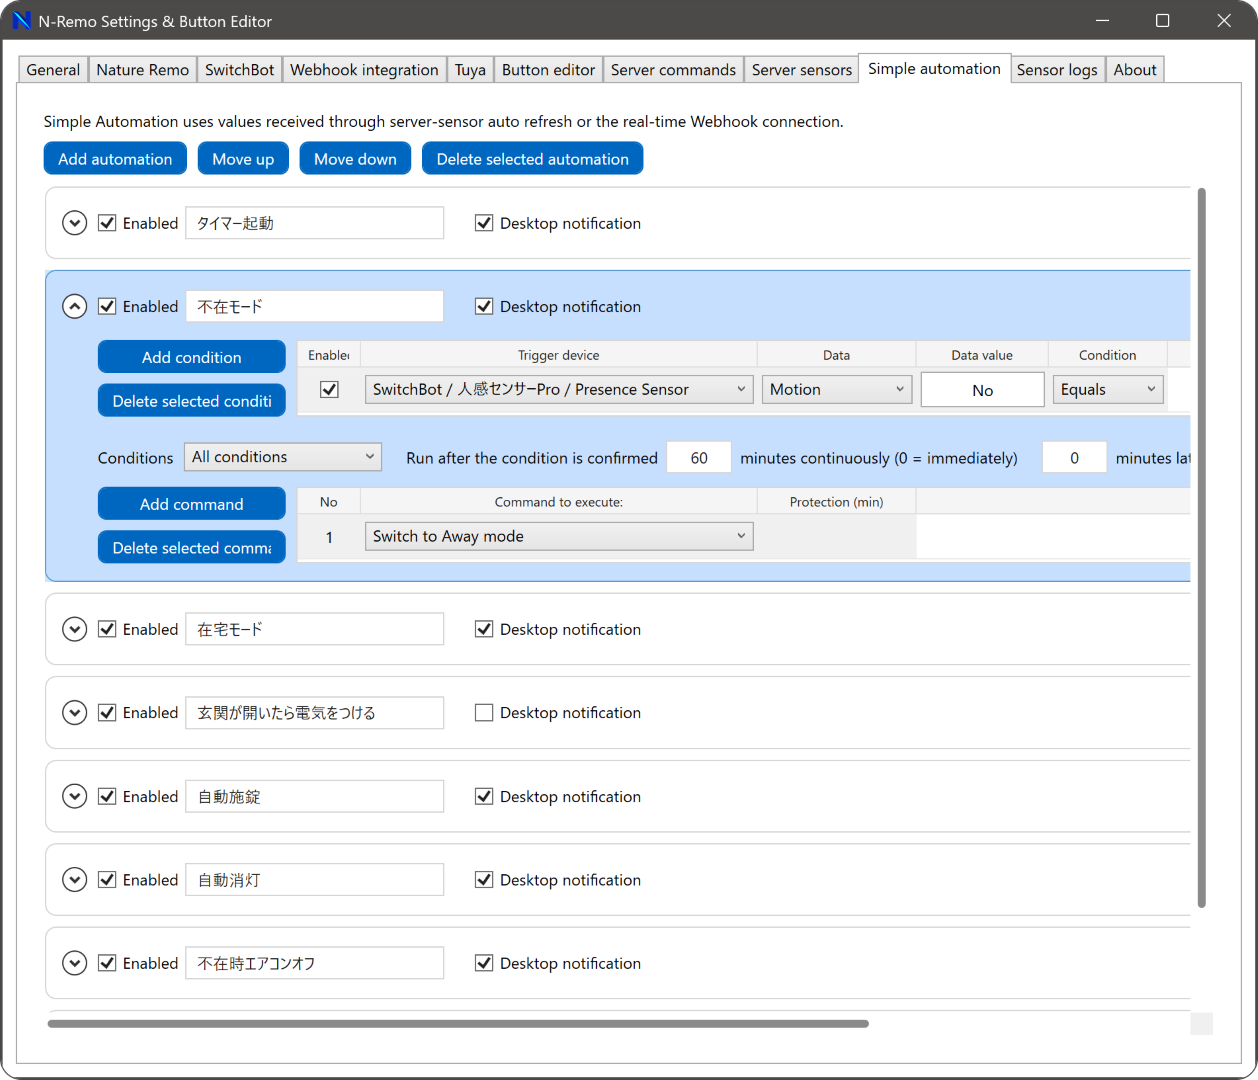 N-Remo Settings & Button Editor
General Nature Remo SwitchBot Webhook integration Tuya Button editor Server commands Server sensors Simple automation Sensor logs About
Simple Automation uses values received through server-sensor auto refresh or the real-time Webhook connection.
Add automation Move up Move down Delete selected automation
Enabled タイマー起動 Desktop notification
Enabled 不在モード Desktop notification
Add condition Enable Trigger device Data Data value Condition
SwitchBot / 人感センサーPro / Presence Sensor Motion No Equals
Delete selected conditi
Conditions All conditions Run after the condition is confirmed 60 minutes continuously (0 = immediately) 0 minutes lat
Add command No Command to execute: Protection (min)
1 Switch to Away mode
Delete selected comma
Enabled 在宅モード Desktop notification
Enabled 玄関が開いたら電気をつける Desktop notification
Enabled 自動施錠 Desktop notification
Enabled 自動消灯 Desktop notification
Enabled 不在時エアコンオフ Desktop notification